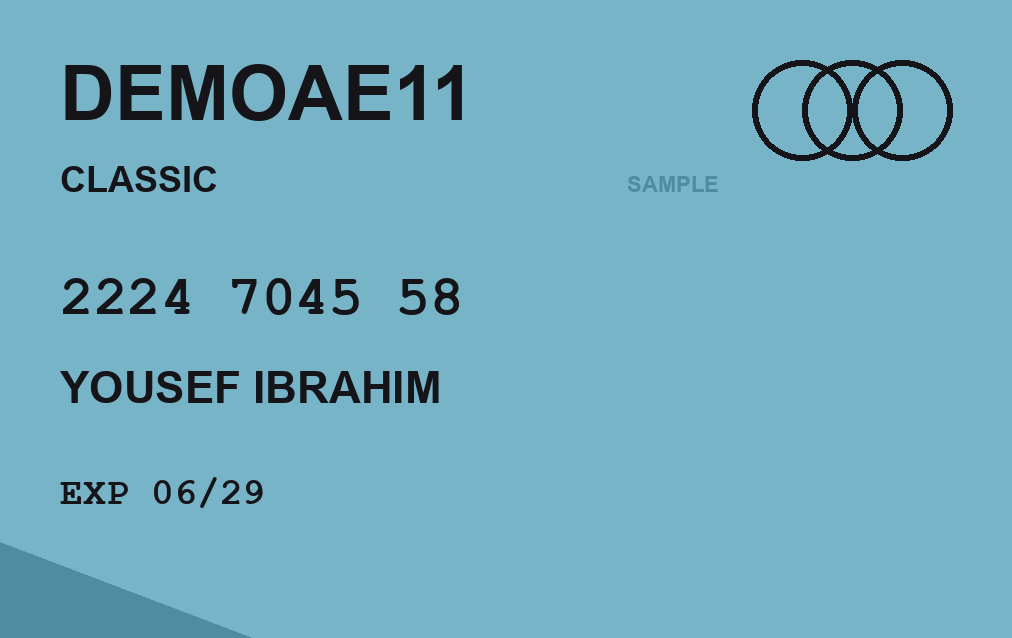 DEMOAE11
CLASSIC
SAMPLE
2224 7045 58
YOUSEF IBRAHIM
EXP 06/29